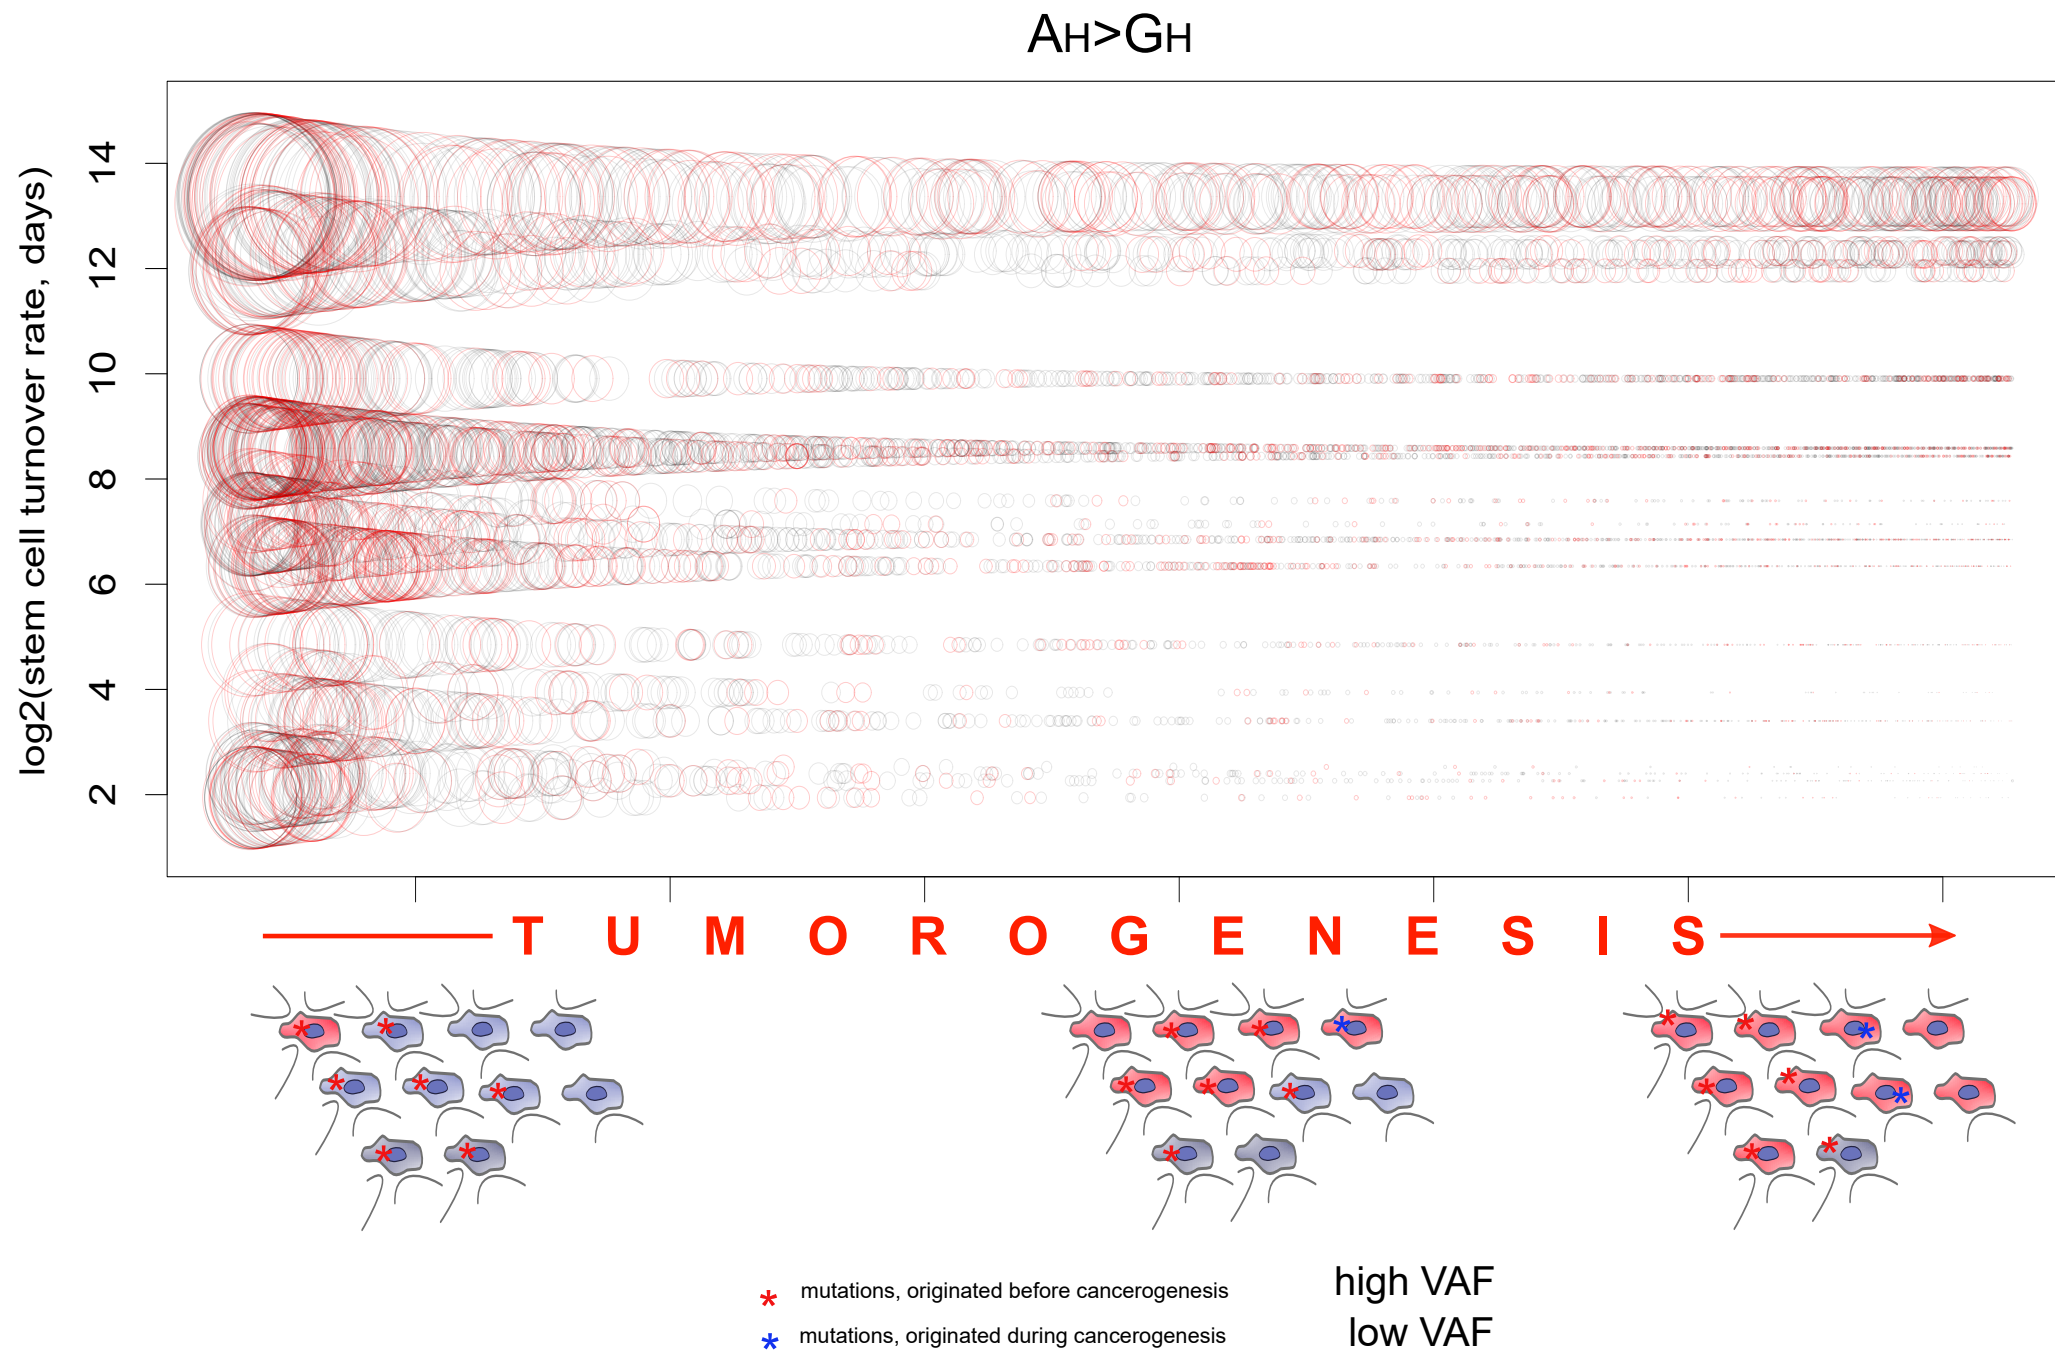 AH>GH
log2(stem cell turnover rate, days)
14
12
10
8
6
4
2
T U M O R O G E N E S I S
* mutations, originated before cancerogenesis high VAF
* mutations, originated during cancerogenesis low VAF